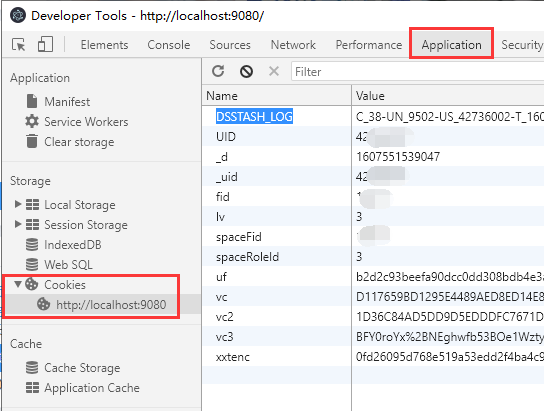 Developer Tools - http://localhost:9080/
Elements Console Sources Network Performance Memory Application Security
Application
Manifest
Service Workers
Clear storage
Storage
Local Storage
Session Storage
IndexedDB
Web SQL
Cookies
http://localhost:9080
Cache
Cache Storage
Application Cache
Filter
Name Value
DSSTASH_LOG C_38-UN_9502-US_42736002-T_160
UID 42
_d 1607551539047
_uid 42
fid
lv 3
spaceFid
spaceRoleId 3
uf b2d2c93beefa90dcc0dd308bdb4e3a
vc D117659BD1295E4489AED8ED14E8
vc2 1D36C84AD5DD9D5EDDDFC7671D
vc3 BFY0roYx%2BNEghwfb53BOe1Wzty
xxtenc 0fd26095d768e519a53edd2f4ba4c9